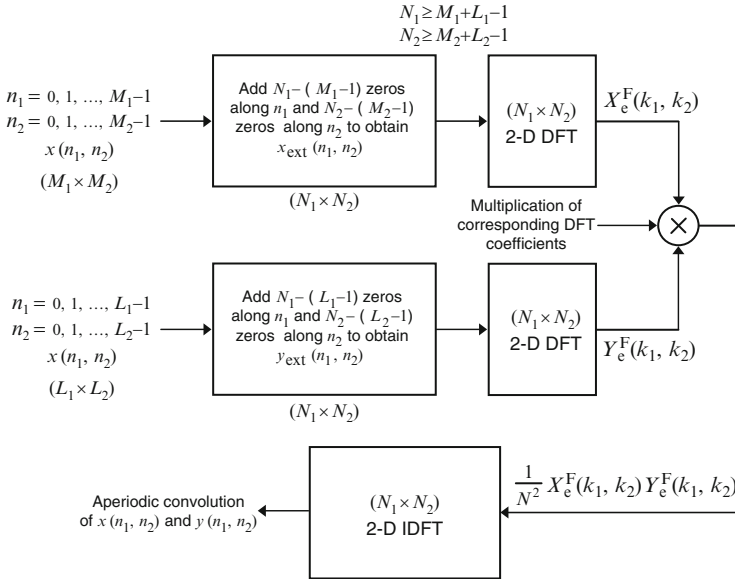 N₁ ≥ M₁+L₁−1
N₂ ≥ M₂+L₂−1
n₁ = 0, 1, ..., M₁−1
n₂ = 0, 1, ..., M₂−1
x (n₁, n₂)
(M₁ × M₂)
Add N₁− ( M₁−1) zeros
along n₁ and N₂− ( M₂−1)
zeros along n₂ to obtain
x_ext (n₁, n₂)
(N₁ × N₂)
(N₁ × N₂)
2-D DFT
X_e^F(k₁, k₂)
Multiplication of
corresponding DFT
coefficients
×
n₁ = 0, 1, ..., L₁−1
n₂ = 0, 1, ..., L₂−1
x (n₁, n₂)
(L₁ × L₂)
Add N₁− ( L₁−1) zeros
along n₁ and N₂− ( L₂−1)
zeros along n₂ to obtain
y_ext (n₁, n₂)
(N₁ × N₂)
(N₁ × N₂)
2-D DFT
Y_e^F(k₁, k₂)
1/N² X_e^F(k₁, k₂) Y_e^F(k₁, k₂)
(N₁ × N₂)
2-D IDFT
Aperiodic convolution
of x (n₁, n₂) and y (n₁, n₂)